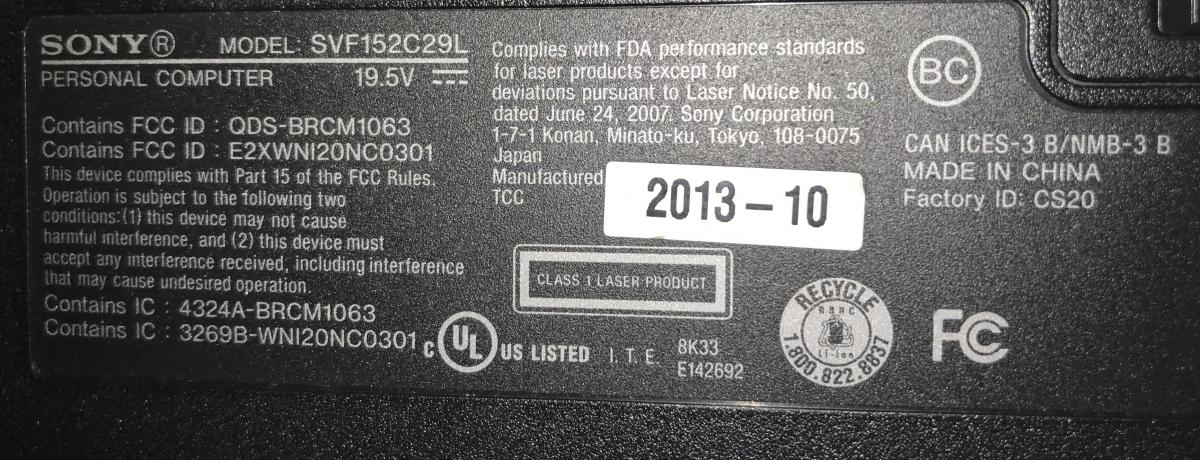 SONY® MODEL: SVF152C29L
PERSONAL COMPUTER 19.5V
Contains FCC ID : QDS-BRCM1063
Contains FCC ID : E2XWNI20NC0301
This device complies with Part 15 of the FCC Rules.
Operation is subject to the following two
conditions: (1) this device may not cause
harmful interference, and (2) this device must
accept any interference received, including interference
that may cause undesired operation.
Contains IC : 4324A-BRCM1063
Contains IC : 3269B-WNI20NC0301
Complies with FDA performance standards
for laser products except for
deviations pursuant to Laser Notice No. 50,
dated June 24, 2007. Sony Corporation
1-7-1 Konan, Minato-ku, Tokyo, 108-0075
Japan
Manufactured
TCC
2013-10
CLASS 1 LASER PRODUCT
C UL US LISTED I.T.E.
8K33
E142692
BC
CAN ICES-3 B/NMB-3 B
MADE IN CHINA
Factory ID: CS20
RECYCLE
RBRC
Li-ion
1.800.822.8837
FC